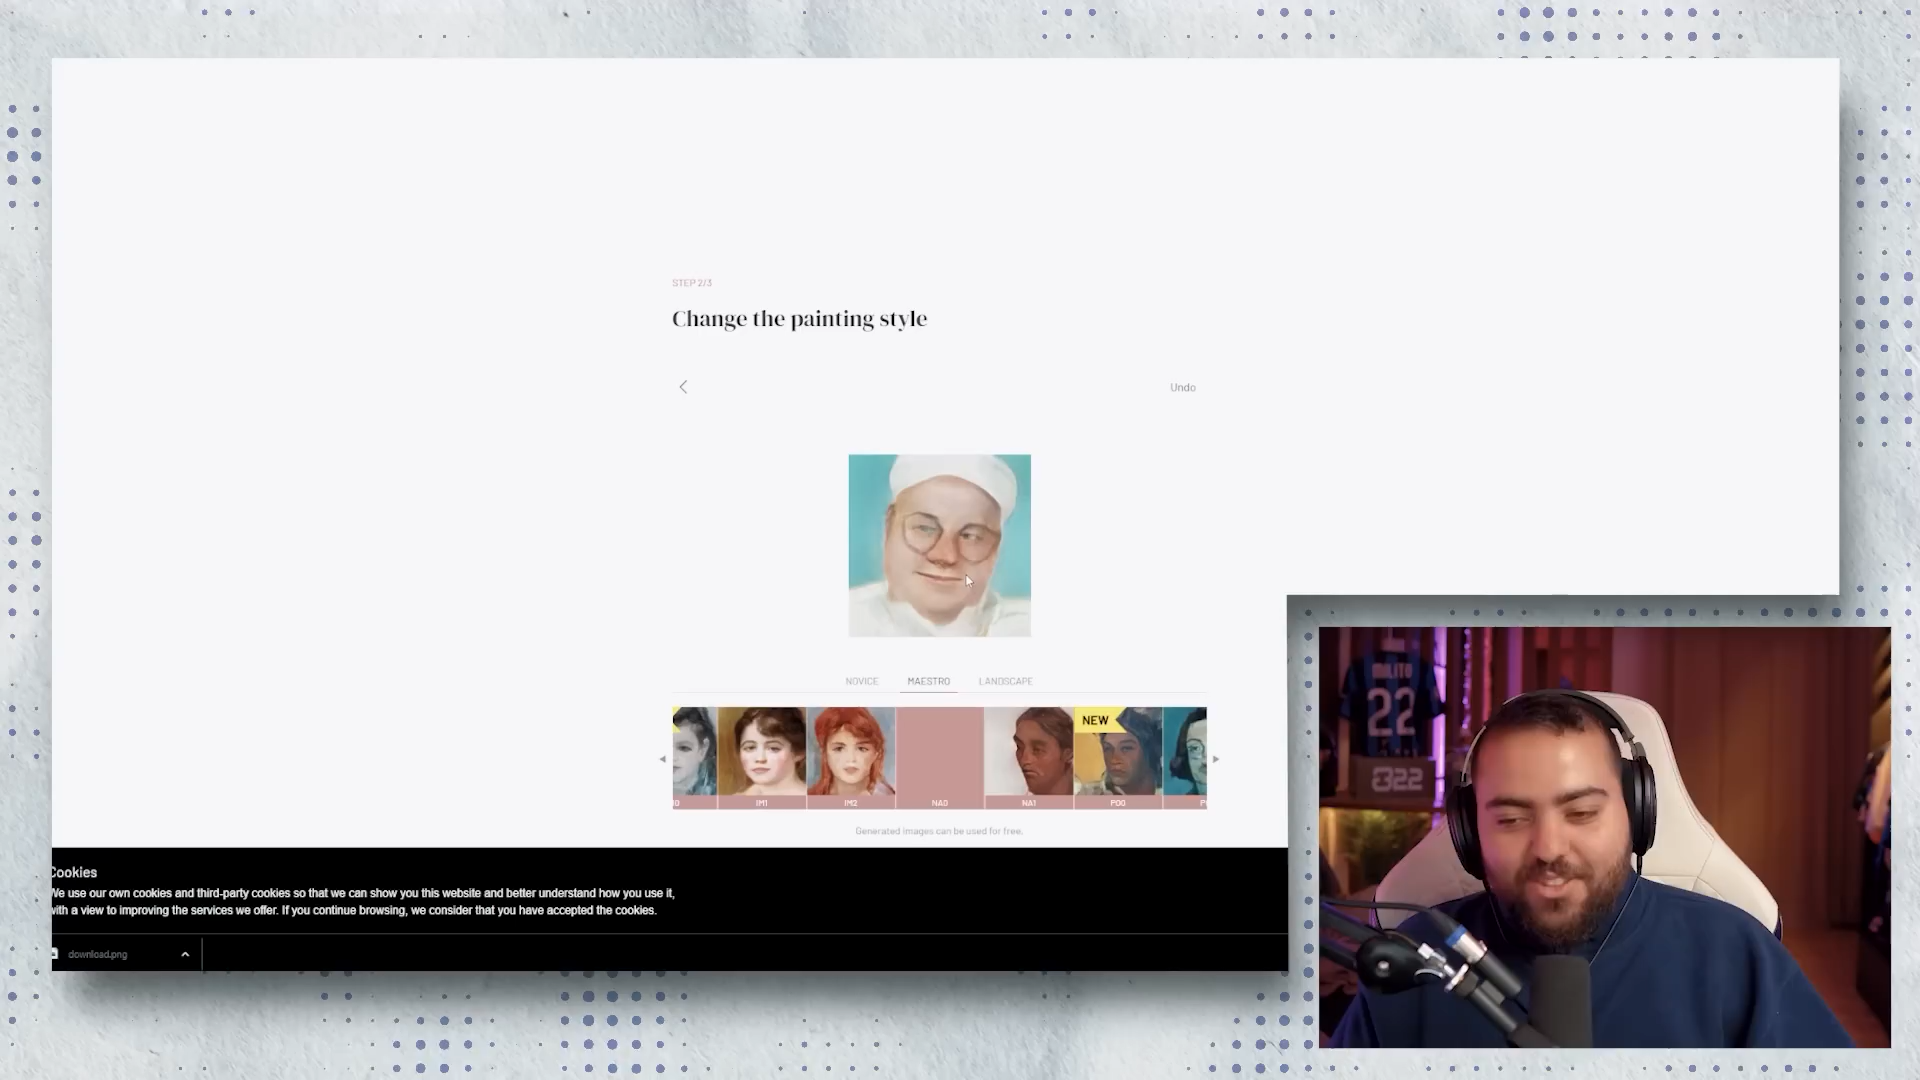 STEP 2/3
Change the painting style
Undo
NOVICE MAESTRO LANDSCAPE
NEW
IM1 IM2 NA0 NA1 PO0
Generated images can be used for free.
Cookies
We use our own cookies and third-party cookies so that we can show you this website and better understand how you use it,
with a view to improving the services we offer. If you continue browsing, we consider that you have accepted the cookies.
download.png
MILITO
22